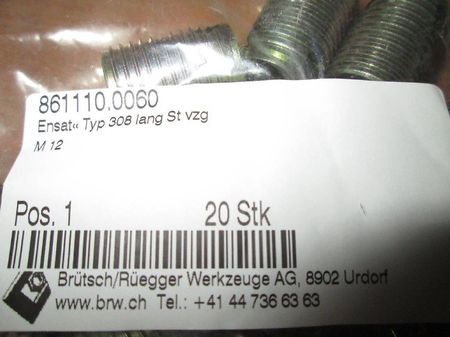 861110.0060
Ensat« Typ 308 lang St vzg
M 12
Pos. 1 20 Stk
Brütsch/Rüegger Werkzeuge AG, 8902 Urdorf
www.brw.ch Tel.: +41 44 736 63 63